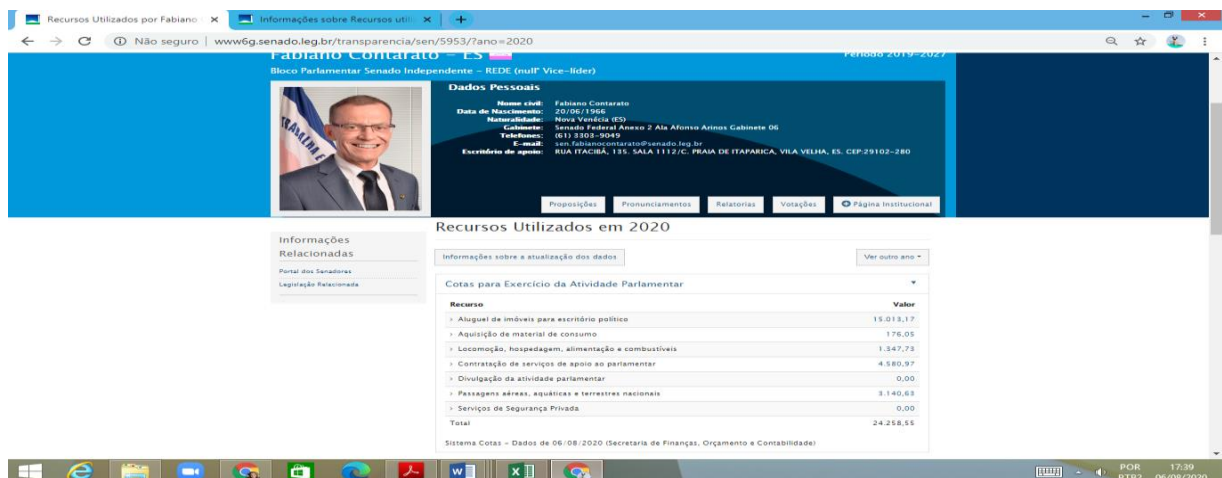 Recursos Utilizados por Fabiano
Informações sobre Recursos utili
Não seguro | www6g.senado.leg.br/transparencia/sen/5953/?ano=2020
Fabiano Contarato – ES
Período 2019–2027
Bloco Parlamentar Senado Independente – REDE (null° Vice–líder)
Dados Pessoais
Nome civil: Fabiano Contarato
Data de Nascimento: 20/06/1966
Naturalidade: Nova Venécia (ES)
Gabinete: Senado Federal Anexo 2 Ala Afonso Arinos Gabinete 06
Telefones: (61) 3303–9049
E–mail: sen.fabianocontarato@senado.leg.br
Escritório de apoio: RUA ITACIBÁ, 135. SALA 1112/C. PRAIA DE ITAPARICA, VILA VELHA, ES. CEP:29102–280
Proposições Pronunciamentos Relatorias Votações Página Institucional
Informações
Relacionadas
Portal dos Senadores
Legislação Relacionada
Recursos Utilizados em 2020
Informações sobre a atualização dos dados
Ver outro ano
Cotas para Exercício da Atividade Parlamentar
Recurso Valor
Aluguel de imóveis para escritório político 15.013,17
Aquisição de material de consumo 176,05
Locomoção, hospedagem, alimentação e combustíveis 1.347,73
Contratação de serviços de apoio ao parlamentar 4.580,97
Divulgação da atividade parlamentar 0,00
Passagens aéreas, aquáticas e terrestres nacionais 3.140,63
Serviços de Segurança Privada 0,00
Total 24.258,55
Sistema Cotas – Dados de 06/08/2020 (Secretaria de Finanças, Orçamento e Contabilidade)
POR 17:39
PTB2 06/08/2020